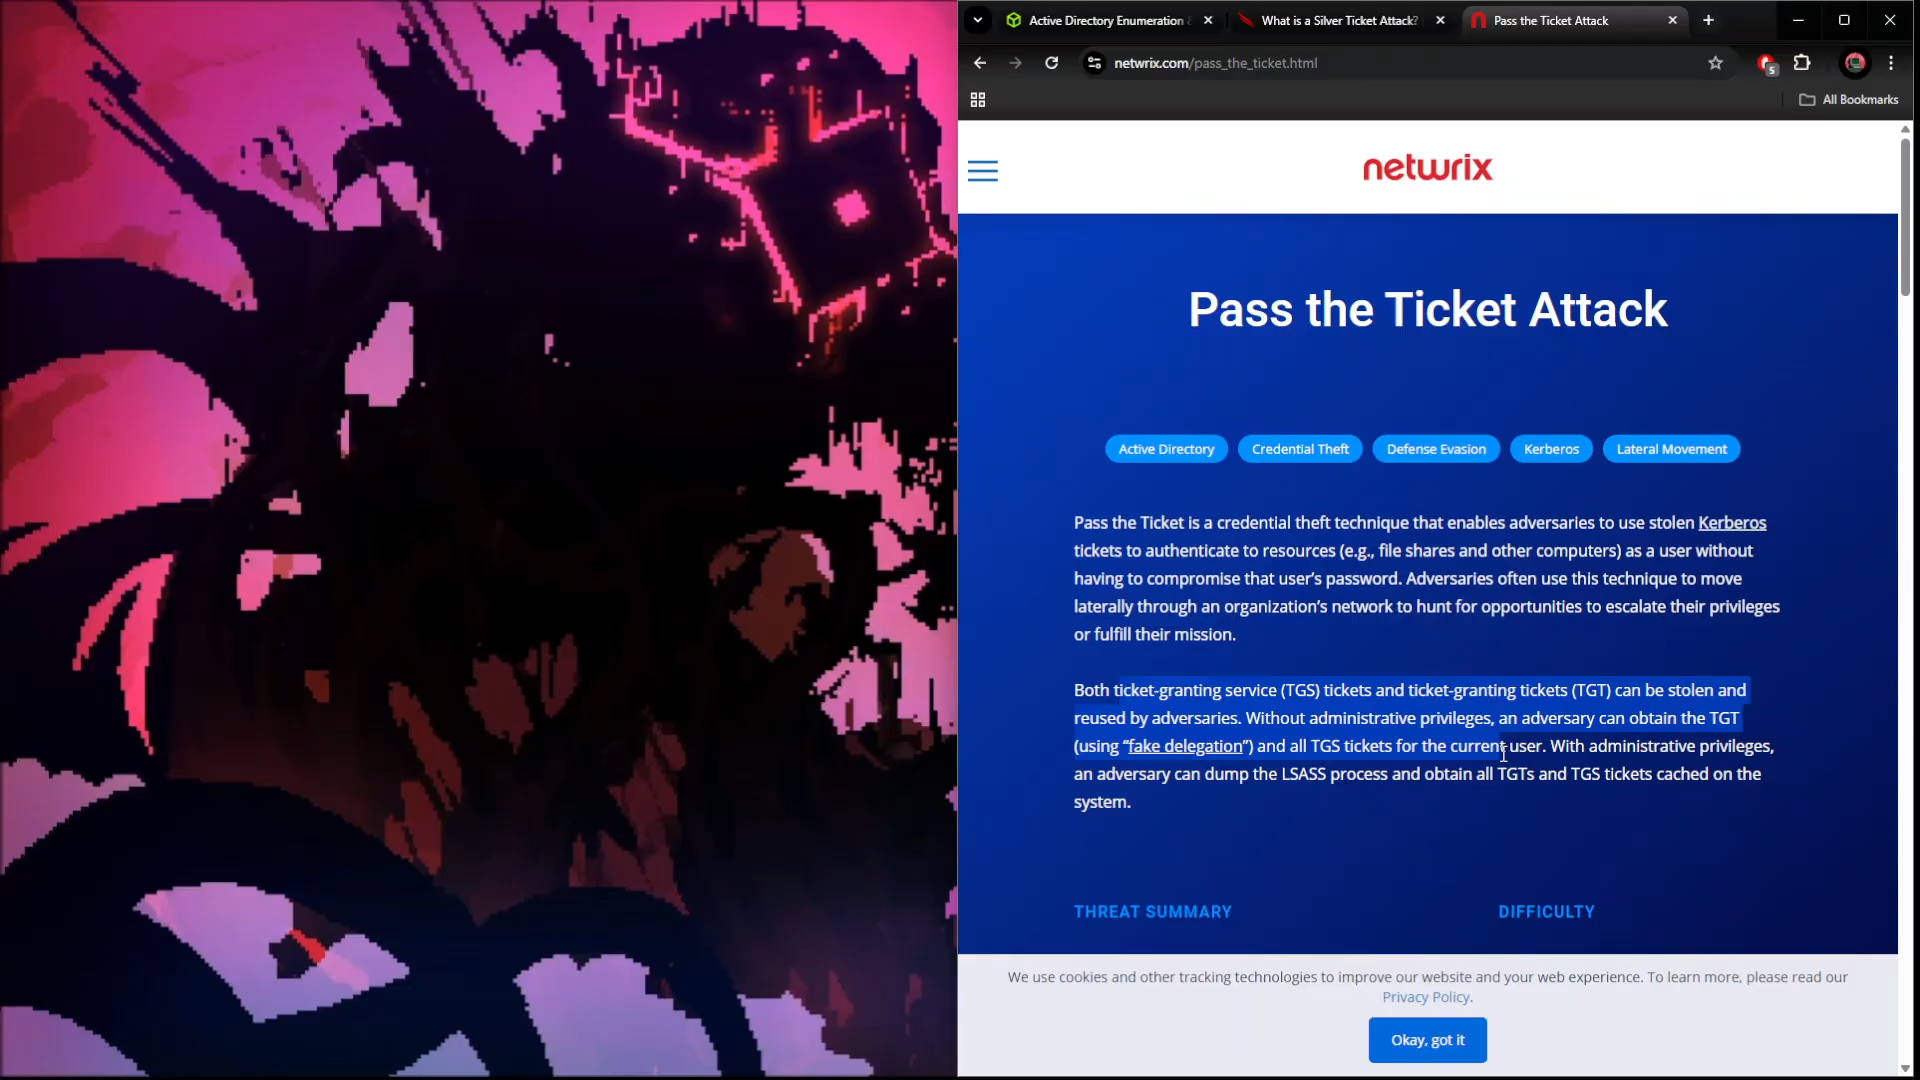 Active Directory Enumeration
What is a Silver Ticket Attack?
Pass the Ticket Attack
netwrix.com/pass_the_ticket.html
5
All Bookmarks
netwrix
Pass the Ticket Attack
Active Directory
Credential Theft
Defense Evasion
Kerberos
Lateral Movement
Pass the Ticket is a credential theft technique that enables adversaries to use stolen Kerberos
tickets to authenticate to resources (e.g., file shares and other computers) as a user without
having to compromise that user’s password. Adversaries often use this technique to move
laterally through an organization’s network to hunt for opportunities to escalate their privileges
or fulfill their mission.
Both ticket-granting service (TGS) tickets and ticket-granting tickets (TGT) can be stolen and
reused by adversaries. Without administrative privileges, an adversary can obtain the TGT
(using “fake delegation”) and all TGS tickets for the current user. With administrative privileges,
an adversary can dump the LSASS process and obtain all TGTs and TGS tickets cached on the
system.
THREAT SUMMARY
DIFFICULTY
We use cookies and other tracking technologies to improve our website and your web experience. To learn more, please read our
Privacy Policy.
Okay, got it